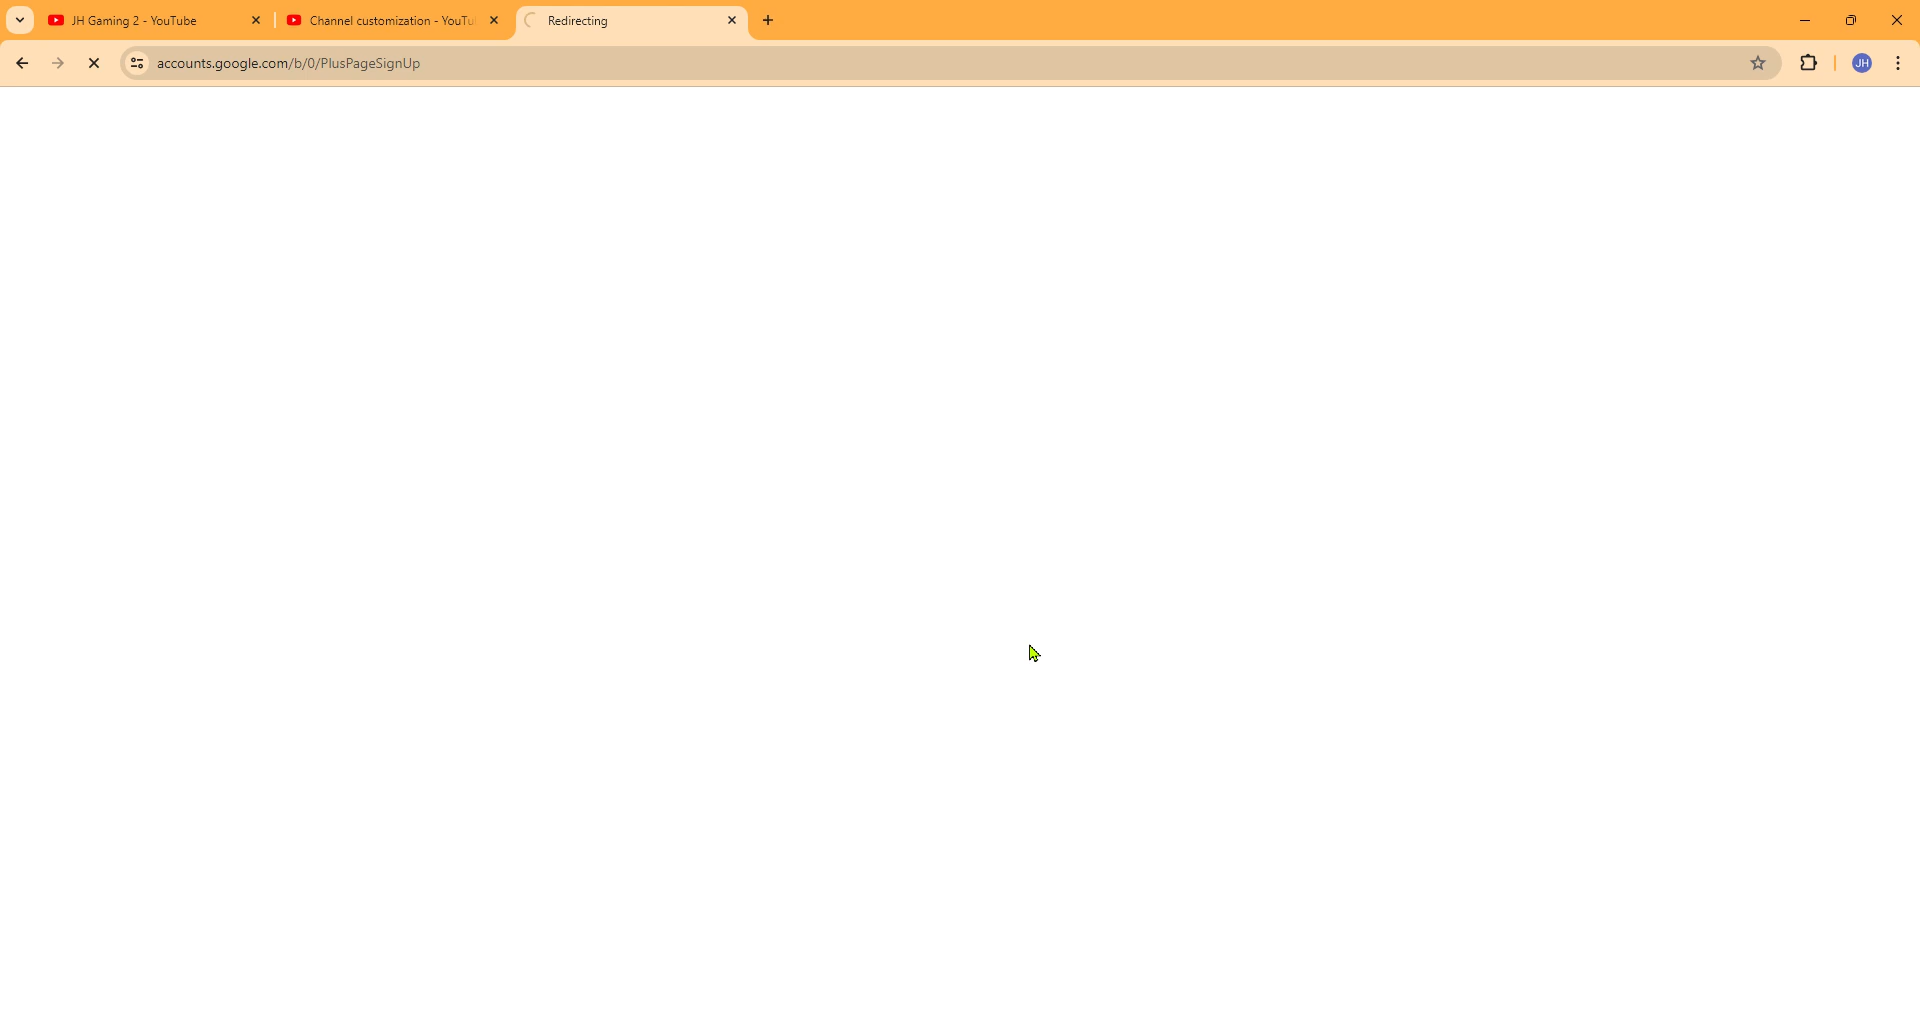 JH Gaming 2 - YouTube
Channel customization - YouTu
Redirecting
accounts.google.com/b/0/PlusPageSignUp
JH